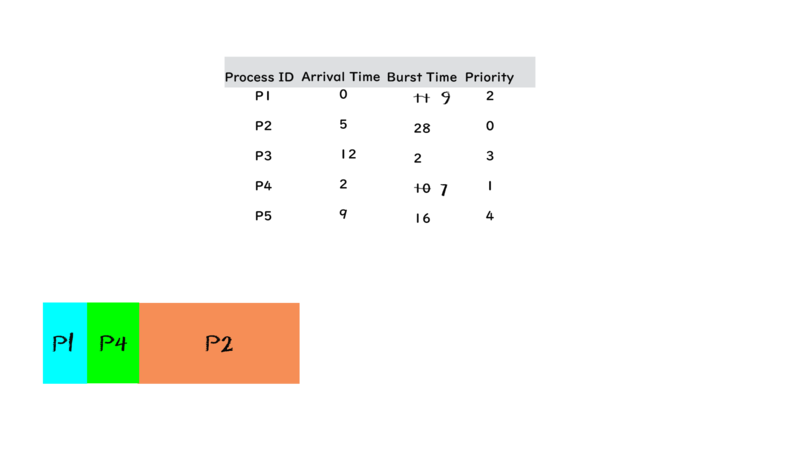 Process ID Arrival Time Burst Time Priority
P1 0 11 9 2
P2 5 28 0
P3 12 2 3
P4 2 10 7 1
P5 9 16 4
P1 P4 P2